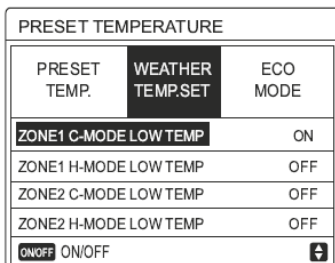 PRESET TEMPERATURE
PRESET TEMP.
WEATHER TEMP.SET
ECO MODE
ZONE1 C-MODE LOW TEMP ON
ZONE1 H-MODE LOW TEMP OFF
ZONE2 C-MODE LOW TEMP OFF
ZONE2 H-MODE LOW TEMP OFF
ON/OFF ON/OFF